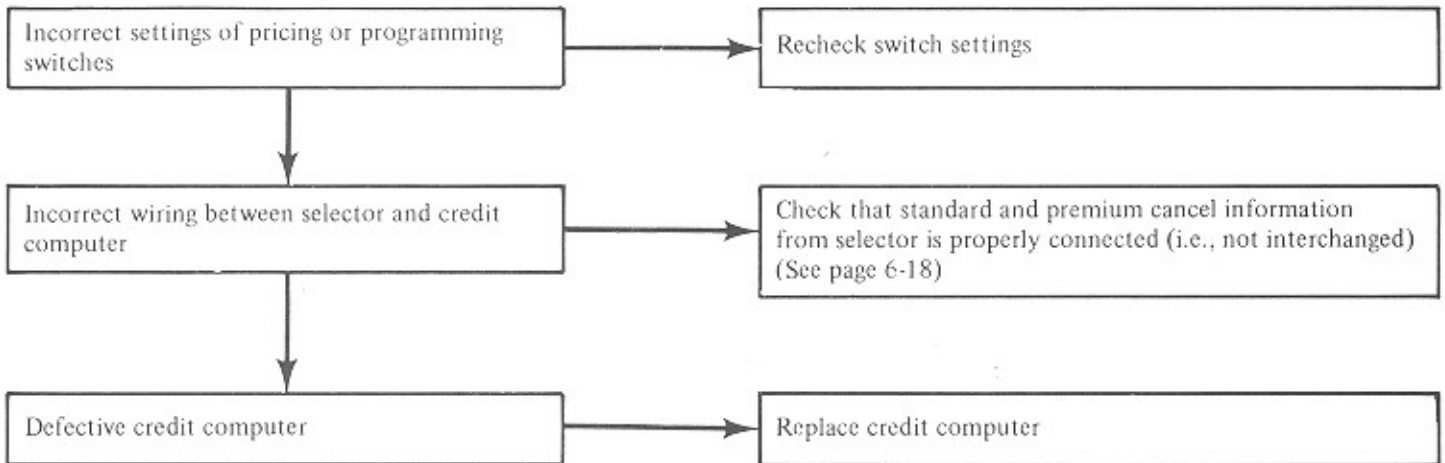 Incorrect settings of pricing or programming
switches
Recheck switch settings
Incorrect wiring between selector and credit
computer
Check that standard and premium cancel information
from selector is properly connected (i.e., not interchanged)
(See page 6-18)
Defective credit computer
Replace credit computer